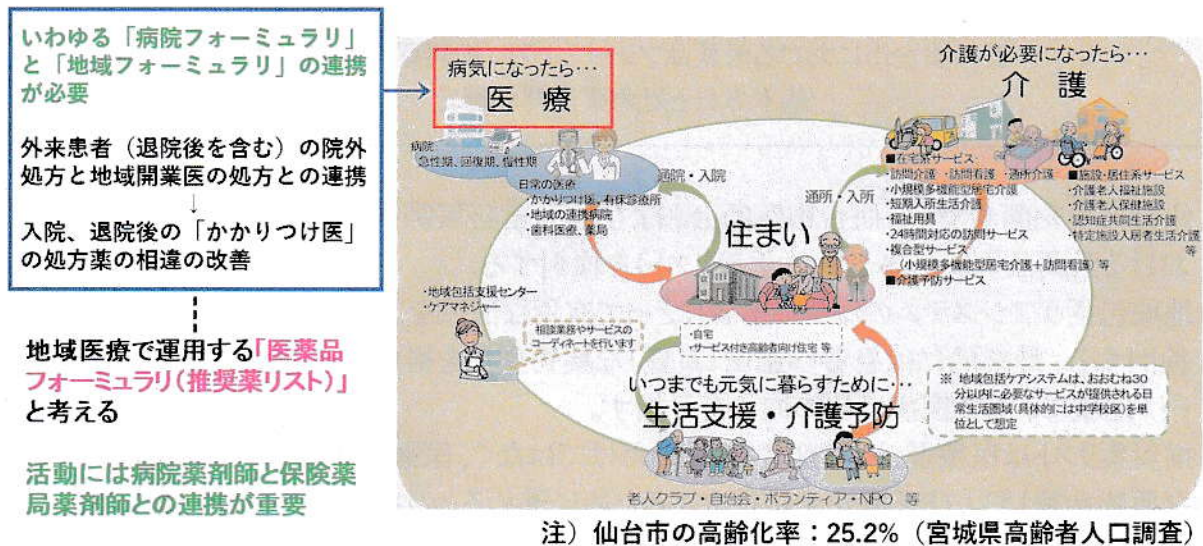 いわゆる「病院フォーミュラリ」
と「地域フォーミュラリ」の連携
が必要
外来患者（退院後を含む）の院外
処方と地域開業医の処方との連携
↓
入院、退院後の「かかりつけ医」
の処方薬の相違の改善
地域医療で運用する「医薬品
フォーミュラリ(推奨薬リスト)」
と考える
活動には病院薬剤師と保険薬
局薬剤師との連携が重要
病気になったら…
医 療
病院
急性期、回復期、慢性期
日常の医療
・かかりつけ医、有床診療所
・地域の連携病院
・歯科医療、薬局
通院・入院
介護が必要になったら…
介 護
通所・入所
■在宅系サービス
・訪問介護 ・訪問看護 ・通所介護
・小規模多機能型居宅介護
・短期入所生活介護
・福祉用具
・24時間対応の訪問サービス
・複合型サービス
（小規模多機能型居宅介護＋訪問看護）等
■介護予防サービス
■施設・居住系サービス
・介護老人福祉施設
・介護老人保健施設
・認知症共同生活介護
・特定施設入居者生活介護
等
住まい
・地域包括支援センター
・ケアマネジャー
相談業務やサービスの
コーディネートを行います
・自宅
・サービス付き高齢者向け住宅 等
いつまでも元気に暮らすために…
生活支援・介護予防
※ 地域包括ケアシステムは、おおむね30
分以内に必要なサービスが提供される日
常生活圏域(具体的には中学校区)を単
位として想定
老人クラブ・自治会・ボランティア・NPO 等
注）仙台市の高齢化率：25.2%（宮城県高齢者人口調査）